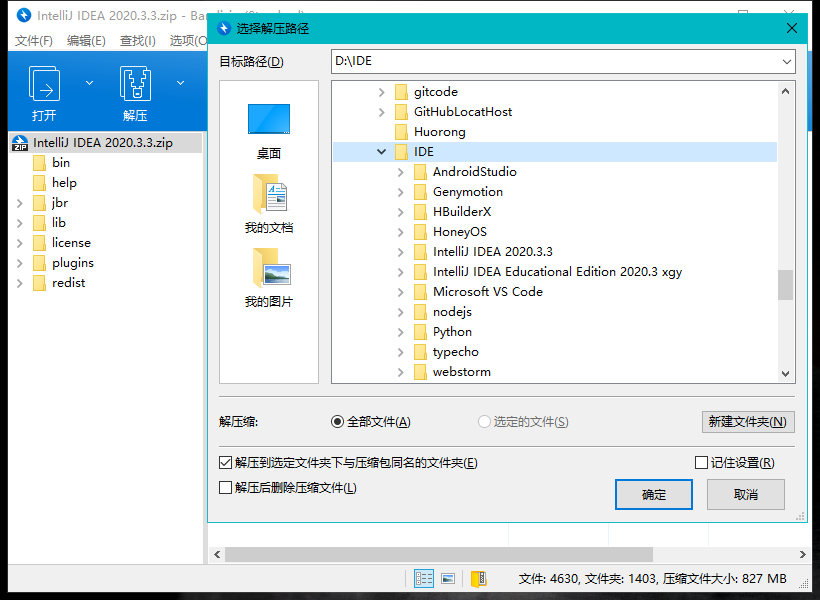 IntelliJ IDEA 2020.3.3.zip - Ban
文件(F) 编辑(E) 查找(I) 选项(O
打开
解压
IntelliJ IDEA 2020.3.3.zip
bin
help
jbr
lib
license
plugins
redist
选择解压路径
目标路径(D)
D:\IDE
桌面
我的文档
我的图片
gitcode
GitHubLocatHost
Huorong
IDE
AndroidStudio
Genymotion
HBuilderX
HoneyOS
IntelliJ IDEA 2020.3.3
IntelliJ IDEA Educational Edition 2020.3 xgy
Microsoft VS Code
nodejs
Python
typecho
webstorm
解压缩:
全部文件(A)
选定的文件(S)
新建文件夹(N)
解压到选定文件夹下与压缩包同名的文件夹(E)
记住设置(R)
解压后删除压缩文件(L)
确定
取消
文件: 4630, 文件夹: 1403, 压缩文件大小: 827 MB